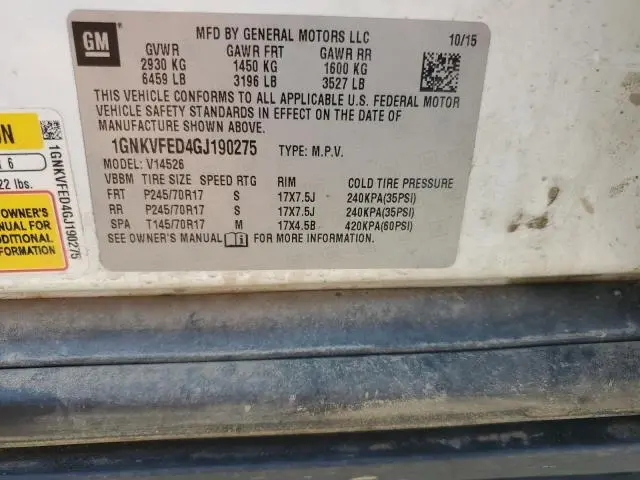 GM
MFD BY GENERAL MOTORS LLC
10/15
GVWR GAWR FRT GAWR RR
2930 KG 1450 KG 1600 KG
6459 LB 3196 LB 3527 LB
THIS VEHICLE CONFORMS TO ALL APPLICABLE U.S. FEDERAL MOTOR
VEHICLE SAFETY STANDARDS IN EFFECT ON THE DATE OF
MANUFACTURE SHOWN ABOVE.
1GNKVFED4GJ190275 TYPE: M.P.V.
MODEL: V14526
VBBM TIRE SIZE SPEED RTG RIM COLD TIRE PRESSURE
FRT P245/70R17 S 17X7.5J 240KPA(35PSI)
RR P245/70R17 S 17X7.5J 240KPA(35PSI)
SPA T145/70R17 M 17X4.5B 420KPA(60PSI)
SEE OWNER'S MANUAL FOR MORE INFORMATION.
22 lbs.
OWNER'S
MANUAL FOR
ADDITIONAL
INFORMATION
1GNKVFED4GJ190275